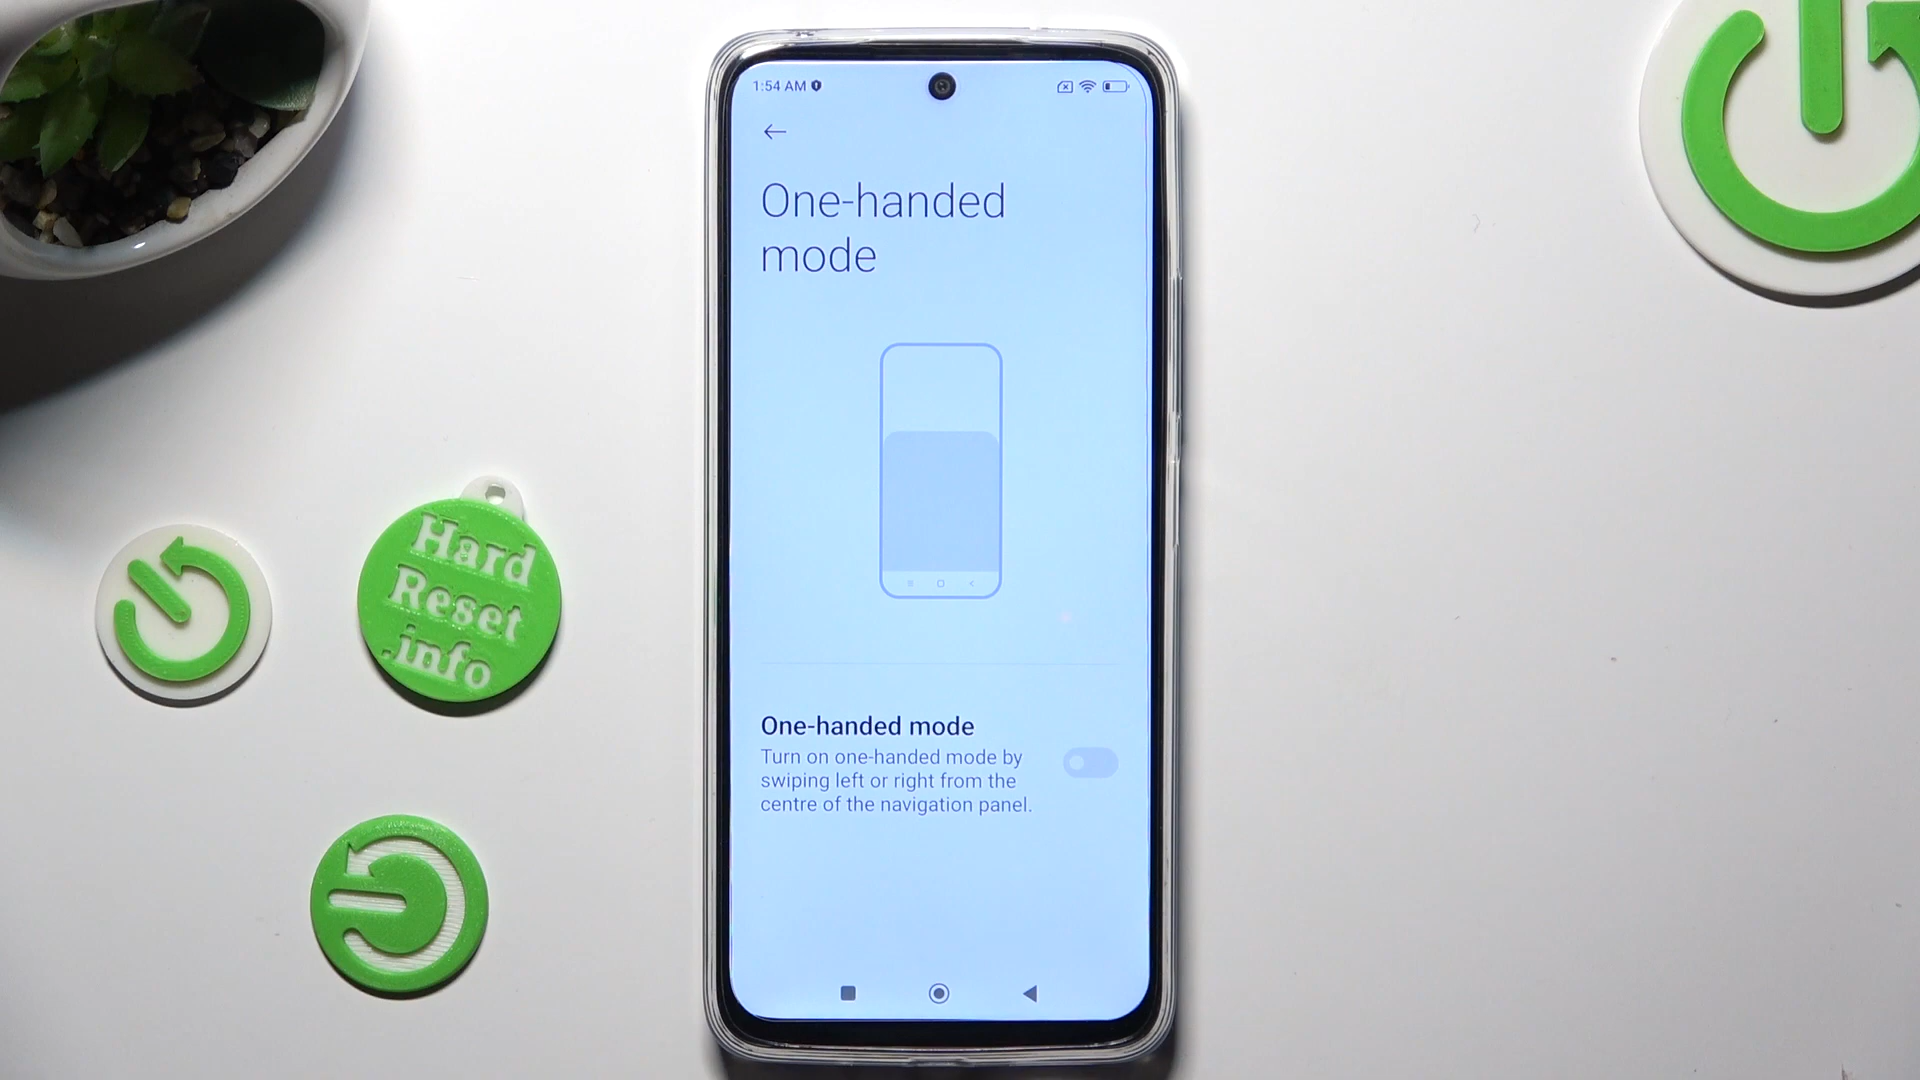 1:54 AM
One-handed
mode
One-handed mode
Turn on one-handed mode by
swiping left or right from the
centre of the navigation panel.
Hard
Reset
.info